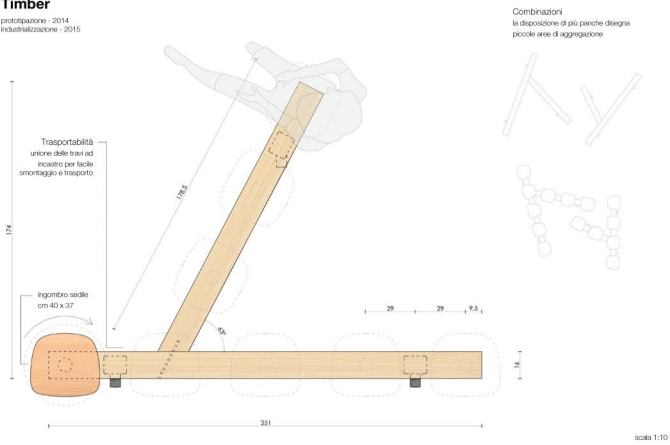 Timber
prototipazione - 2014
industrializzazione - 2015
Combinazioni
la disposizione di più panche disegna
piccole aree di aggregazione
Trasportabilità
unione delle travi ad
incastro per facile
smontaggio e trasporto
178,5
174
ingombro sedile
cm 40 x 37
63°
29
29
9,5
16
251
scala 1:10